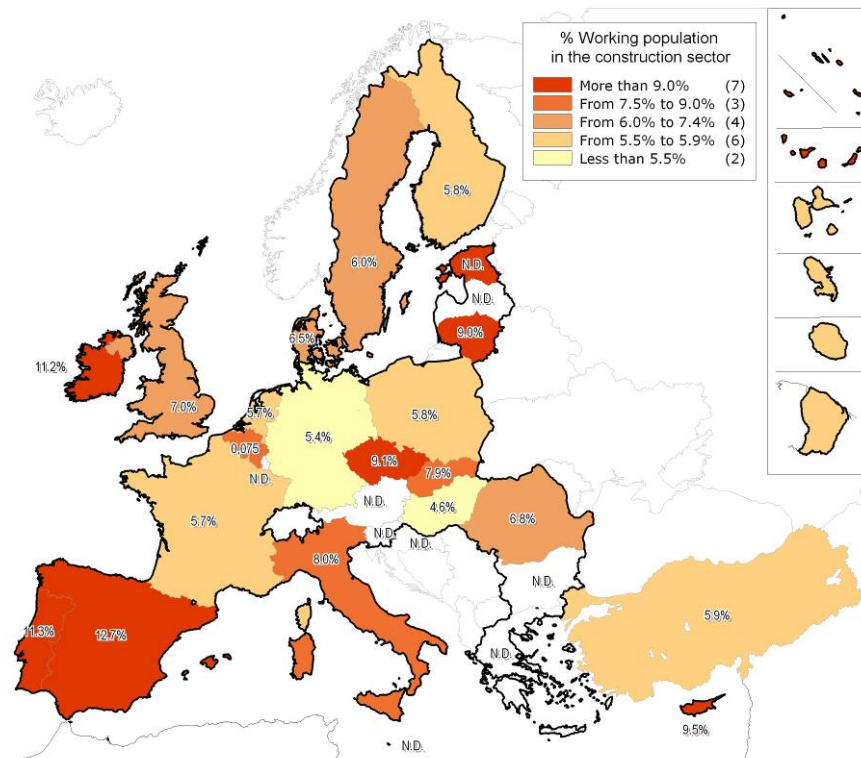 % Working population
in the construction sector
More than 9.0% (7)
From 7.5% to 9.0% (3)
From 6.0% to 7.4% (4)
From 5.5% to 5.9% (6)
Less than 5.5% (2)
5.8%
6.0%
N.D.
N.D.
9.0%
6.5%
11.2%
7.0%
5.7%
5.8%
5.4%
0,075
9.1%
7.9%
N.D.
N.D.
4.6%
5.7%
6.8%
N.D.
N.D.
8.0%
N.D.
5.9%
11.3%
12.7%
N.D.
9.5%
N.D.